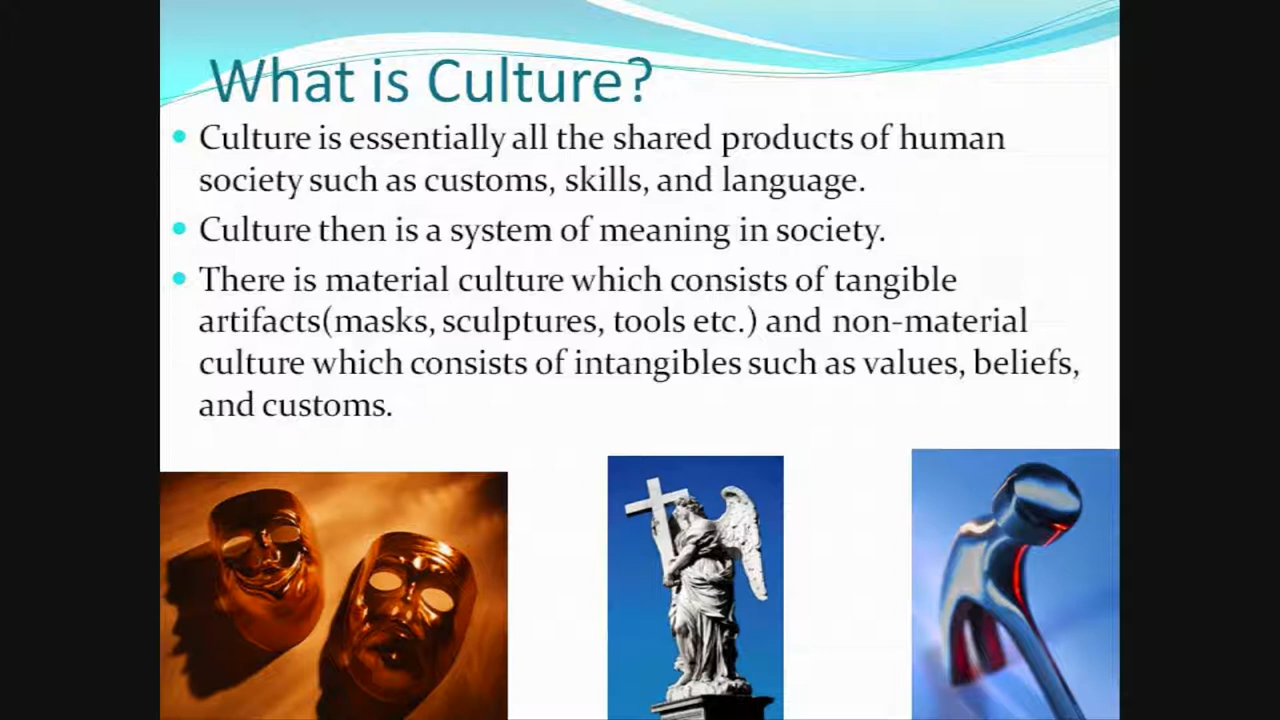 What is Culture?
Culture is essentially all the shared products of human
society such as customs, skills, and language.
Culture then is a system of meaning in society.
There is material culture which consists of tangible
artifacts(masks, sculptures, tools etc.) and non-material
culture which consists of intangibles such as values, beliefs,
and customs.